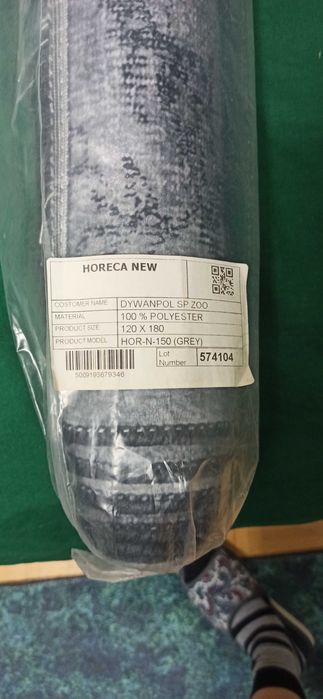 HORECA NEW
COSTOMER NAME DYWANPOL SP ZOO
MATERIAL 100 % POLYESTER
PRODUCT SIZE 120 X 180
PRODUCT MODEL HOR-N-150 (GREY)
Lot Number 574104
5009193679346